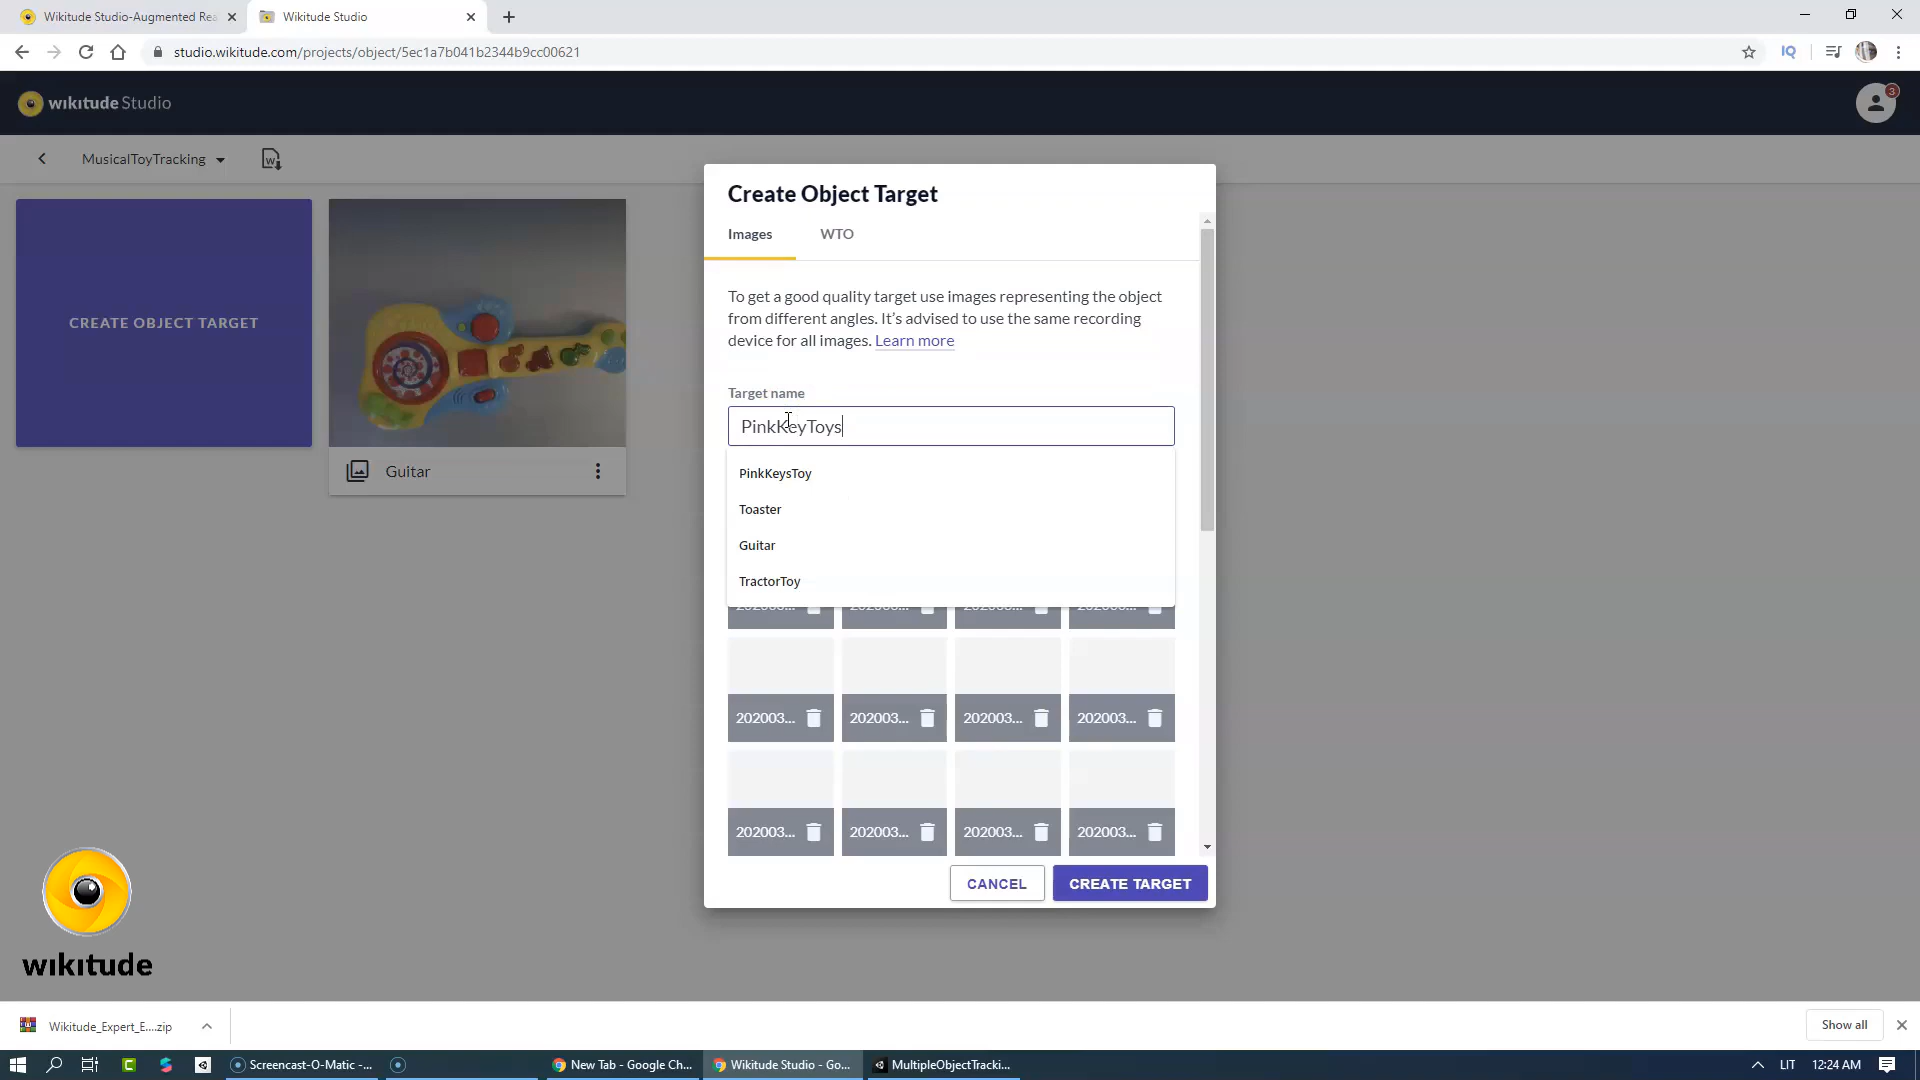 Wikitude Studio-Augmented Rea
Wikitude Studio
studio.wikitude.com/projects/object/5ec1a7b041b2344b9cc00621
IQ
wikitude Studio
3
MusicalToyTracking
W
CREATE OBJECT TARGET
Guitar
Create Object Target
Images
WTO
To get a good quality target use images representing the object
from different angles. It's advised to use the same recording
device for all images. Learn more
Target name
PinkKeyToys
PinkKeysToy
Toaster
Guitar
TractorToy
202003... 202003... 202003... 202003...
202003... 202003... 202003... 202003...
202003... 202003... 202003... 202003...
CANCEL
CREATE TARGET
wikitude
Wikitude_Expert_E....zip
Show all
Screencast-O-Matic -...
New Tab - Google Ch...
Wikitude Studio - Go...
MultipleObjectTracki...
LIT
12:24 AM